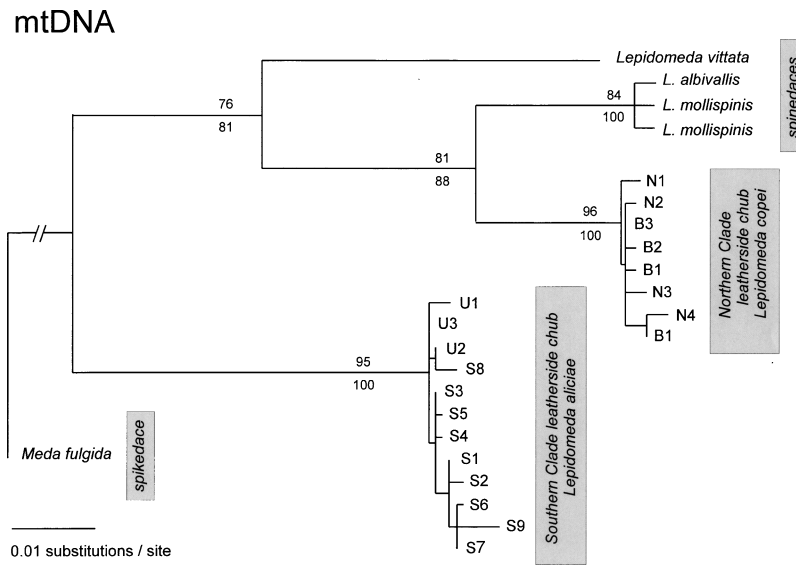 mtDNA
Lepidomeda vittata
L. albivallis
L. mollispinis
L. mollispinis
spinedaces
76
81
84
100
81
88
96
100
N1
N2
B3
B2
B1
N3
N4
B1
Northern Clade
leatherside chub
Lepidomeda copei
95
100
U1
U3
U2
S8
S3
S5
S4
S1
S2
S6
S9
S7
Southern Clade leatherside chub
Lepidomeda aliciae
Meda fulgida
spikedace
0.01 substitutions / site